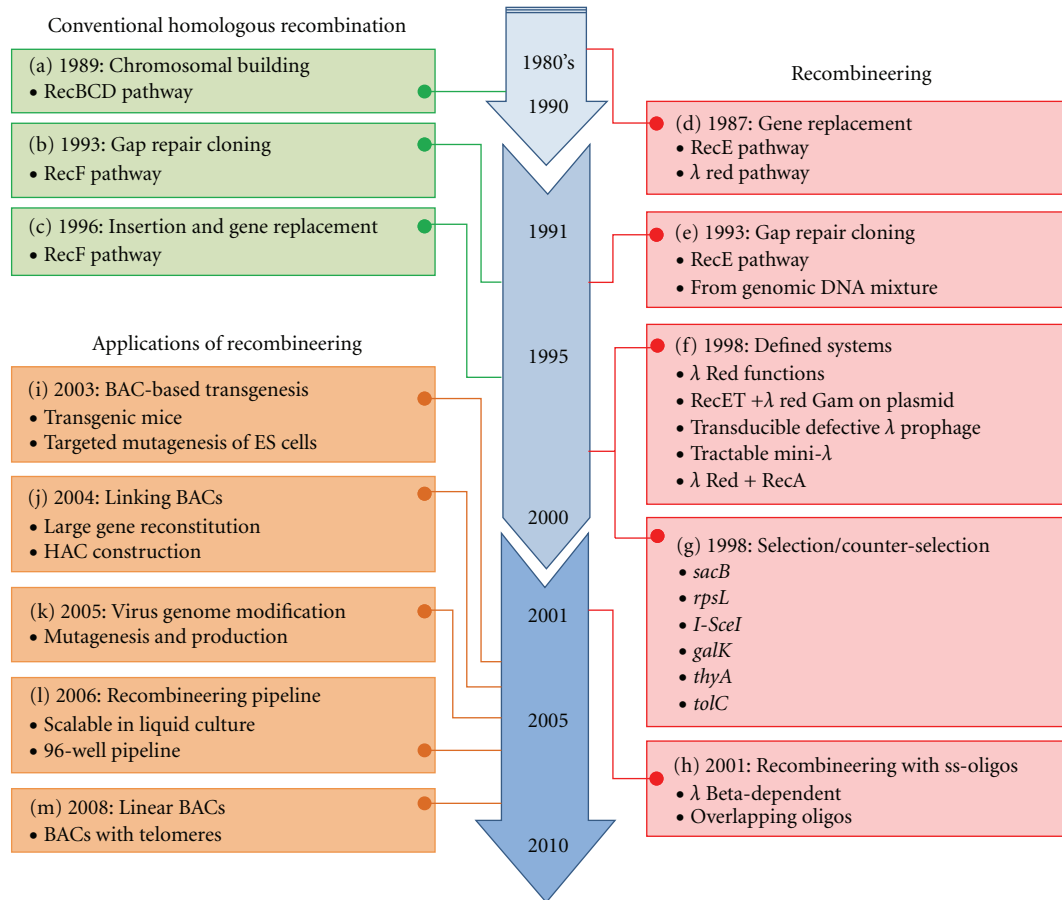 Conventional homologous recombination
(a) 1989: Chromosomal building
• RecBCD pathway
(b) 1993: Gap repair cloning
• RecF pathway
(c) 1996: Insertion and gene replacement
• RecF pathway
Applications of recombineering
(i) 2003: BAC-based transgenesis
• Transgenic mice
• Targeted mutagenesis of ES cells
(j) 2004: Linking BACs
• Large gene reconstitution
• HAC construction
(k) 2005: Virus genome modification
• Mutagenesis and production
(l) 2006: Recombineering pipeline
• Scalable in liquid culture
• 96-well pipeline
(m) 2008: Linear BACs
• BACs with telomeres
1980's
1990
1991
1995
2000
2001
2005
2010
Recombineering
(d) 1987: Gene replacement
• RecE pathway
• λ red pathway
(e) 1993: Gap repair cloning
• RecE pathway
• From genomic DNA mixture
(f) 1998: Defined systems
• λ Red functions
• RecET +λ red Gam on plasmid
• Transducible defective λ prophage
• Tractable mini-λ
• λ Red + RecA
(g) 1998: Selection/counter-selection
• sacB
• rpsL
• I-SceI
• galK
• thyA
• tolC
(h) 2001: Recombineering with ss-oligos
• λ Beta-dependent
• Overlapping oligos